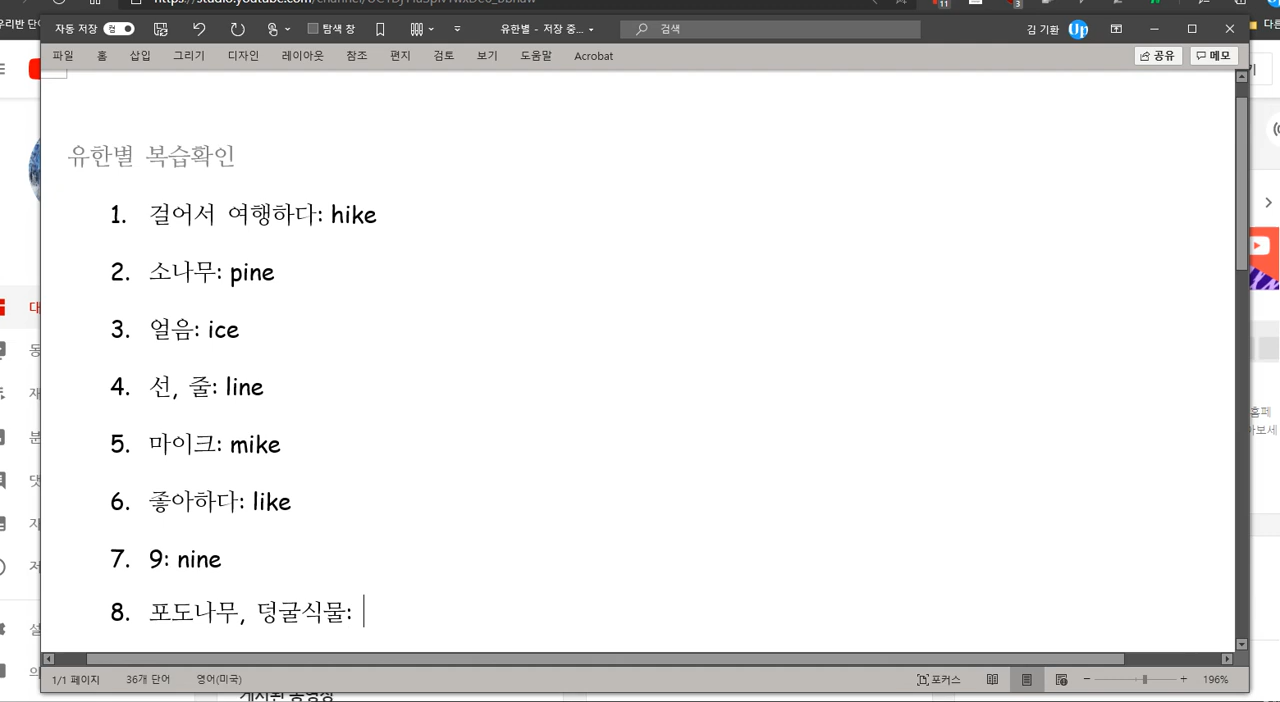 자동 저장
탐색 창
유한별 - 저장 중...
검색
김 기환
Up
파일 홈 삽입 그리기 디자인 레이아웃 참조 편지 검토 보기 도움말 Acrobat
공유 메모
유한별 복습확인
1. 걸어서 여행하다: hike
2. 소나무: pine
3. 얼음: ice
4. 선, 줄: line
5. 마이크: mike
6. 좋아하다: like
7. 9: nine
8. 포도나무, 덩굴식물:
1/1 페이지 36개 단어 영어(미국) 포커스 196%